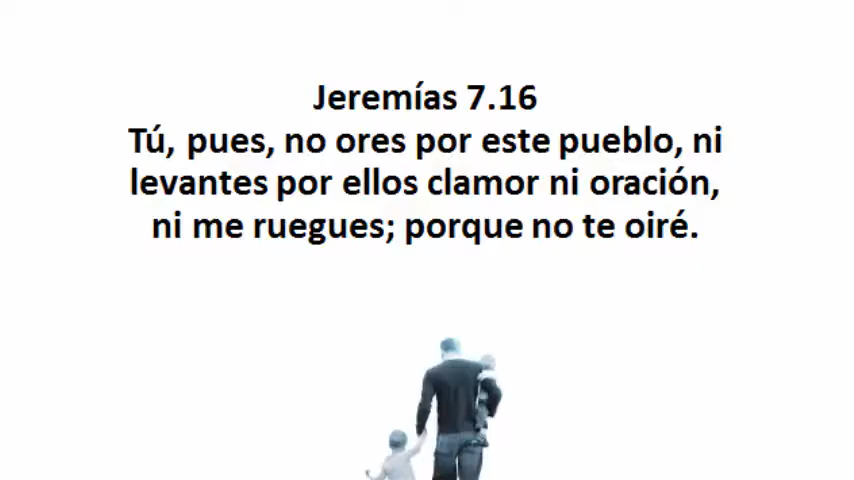 Jeremías 7.16
Tú, pues, no ores por este pueblo, ni
levantes por ellos clamor ni oración,
ni me ruegues; porque no te oiré.